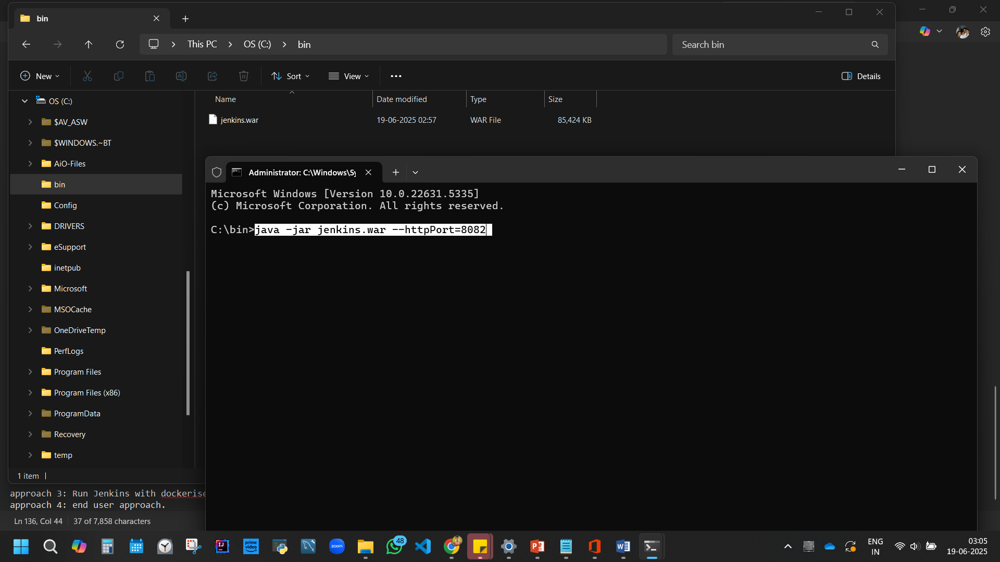 bin
This PC
OS (C:)
bin
Search bin
New
Sort
View
Details
OS (C:)
$AV_ASW
$WINDOWS.~BT
AiO-Files
bin
Config
DRIVERS
eSupport
inetpub
Microsoft
MSOCache
OneDriveTemp
PerfLogs
Program Files
Program Files (x86)
ProgramData
Recovery
temp
Name
Date modified
Type
Size
jenkins.war
19-06-2025 02:57
WAR File
85,424 KB
1 item
Administrator: C:\Windows\Sy
Microsoft Windows [Version 10.0.22631.5335]
(c) Microsoft Corporation. All rights reserved.
C:\bin>java -jar jenkins.war --httpPort=8082
approach 3: Run Jenkins with dockerise
approach 4: end user approach.
Ln 136, Col 44
37 of 7,858 characters
IJ
prime video
zoom
48
ENG
IN
03:05
19-06-2025